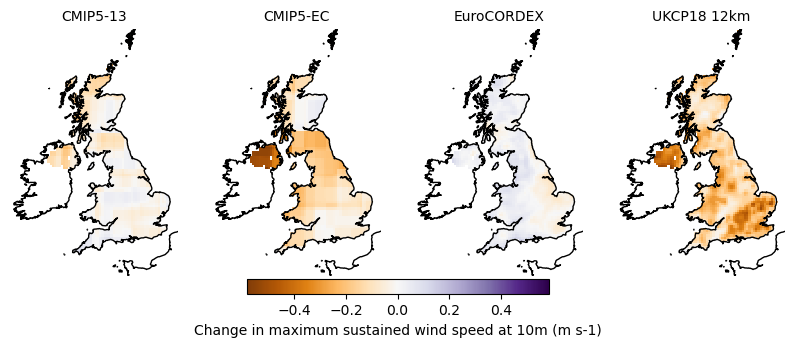 CMIP5-13 CMIP5-EC EuroCORDEX UKCP18 12km
−0.4 −0.2 0.0 0.2 0.4
Change in maximum sustained wind speed at 10m (m s-1)